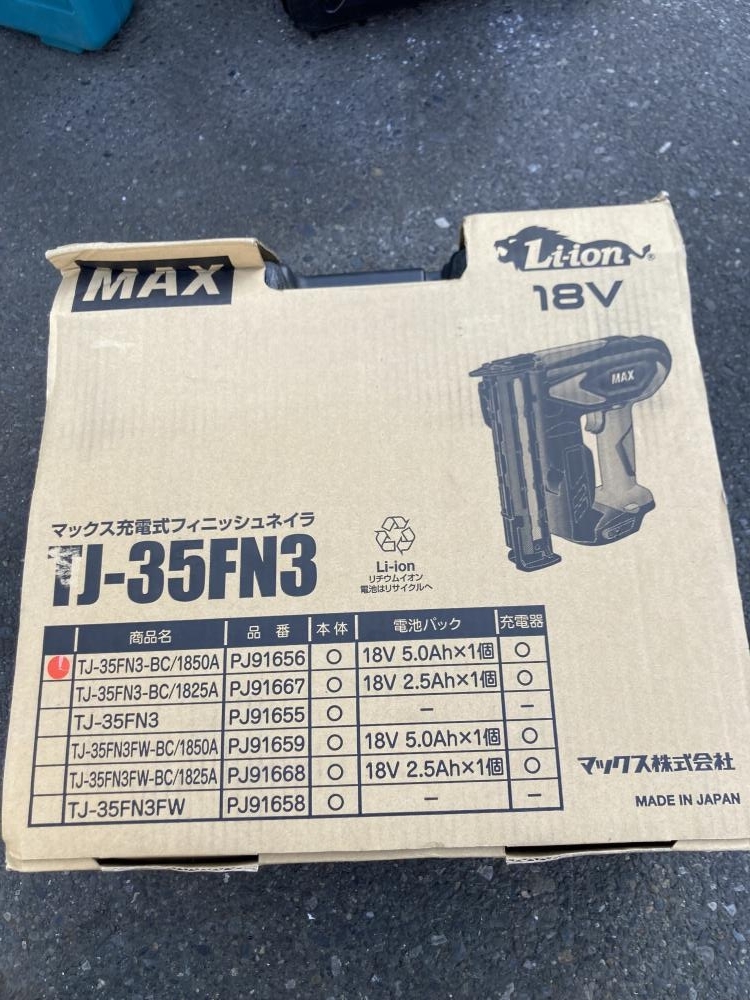 MAX
Li-ion
18V
MAX
マックス充電式フィニッシュネイラ
TJ-35FN3
Li-ion
リチウムイオン
電池はリサイクルへ
商品名 品番 本体 電池パック 充電器
TJ-35FN3-BC/1850A PJ91656 ○ 18V 5.0Ah×1個 ○
TJ-35FN3-BC/1825A PJ91667 ○ 18V 2.5Ah×1個 ○
TJ-35FN3 PJ91655 ○ − −
TJ-35FN3FW-BC/1850A PJ91659 ○ 18V 5.0Ah×1個 ○
TJ-35FN3FW-BC/1825A PJ91668 ○ 18V 2.5Ah×1個 ○
TJ-35FN3FW PJ91658 ○ − −
マックス株式会社
MADE IN JAPAN